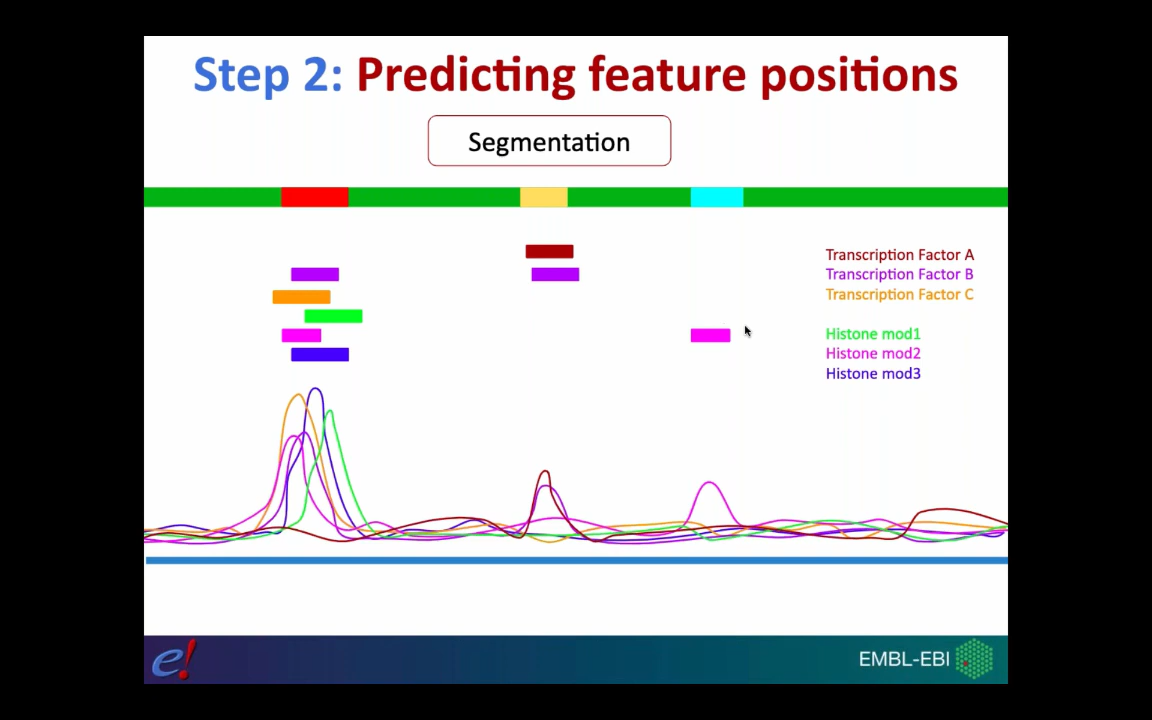 Step 2: Predicting feature positions
Segmentation
Transcription Factor A
Transcription Factor B
Transcription Factor C
Histone mod1
Histone mod2
Histone mod3
e!
EMBL-EBI